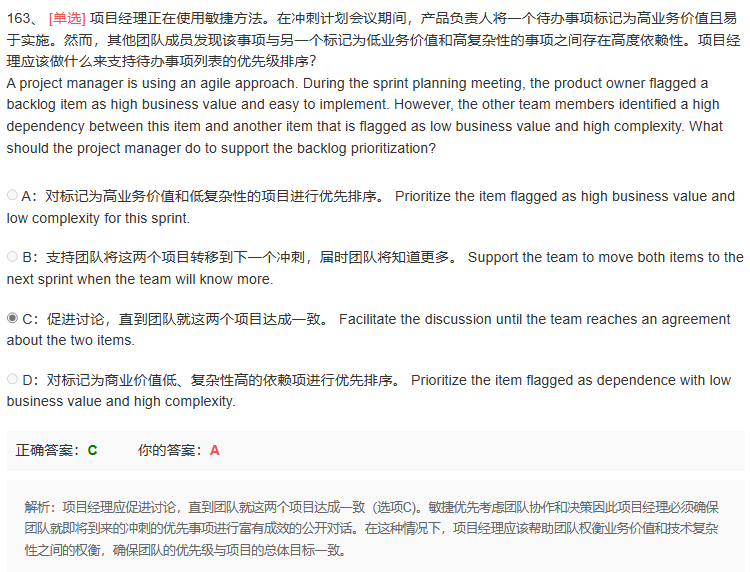 163、 [单选] 项目经理正在使用敏捷方法。在冲刺计划会议期间，产品负责人将一个待办事项标记为高业务价值且易
于实施。然而，其他团队成员发现该事项与另一个标记为低业务价值和高复杂性的事项之间存在高度依赖性。项目经
理应该做什么来支持待办事项列表的优先级排序？
A project manager is using an agile approach. During the sprint planning meeting, the product owner flagged a
backlog item as high business value and easy to implement. However, the other team members identified a high
dependency between this item and another item that is flagged as low business value and high complexity. What
should the project manager do to support the backlog prioritization?
A：对标记为高业务价值和低复杂性的项目进行优先排序。 Prioritize the item flagged as high business value and
low complexity for this sprint.
B：支持团队将这两个项目转移到下一个冲刺，届时团队将知道更多。 Support the team to move both items to the
next sprint when the team will know more.
C：促进讨论，直到团队就这两个项目达成一致。 Facilitate the discussion until the team reaches an agreement
about the two items.
D：对标记为商业价值低、复杂性高的依赖项进行优先排序。 Prioritize the item flagged as dependence with low
business value and high complexity.
正确答案：C 你的答案：A
解析：项目经理应促进讨论，直到团队就这两个项目达成一致（选项C)。敏捷优先考虑团队协作和决策因此项目经理必须确保
团队就即将到来的冲刺的优先事项进行富有成效的公开对话。在这种情况下，项目经理应该帮助团队权衡业务价值和技术复杂
性之间的权衡，确保团队的优先级与项目的总体目标一致。